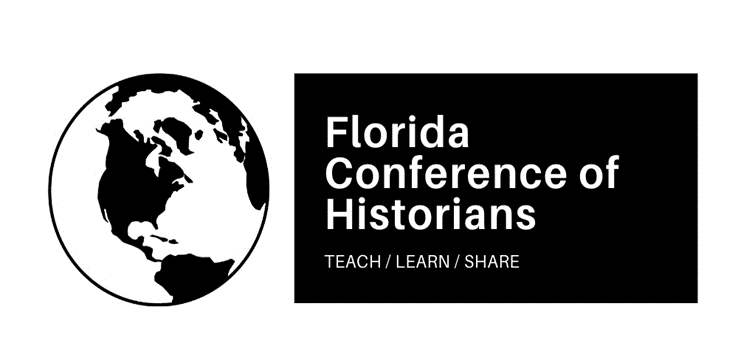 Florida
Conference of
Historians
TEACH / LEARN / SHARE